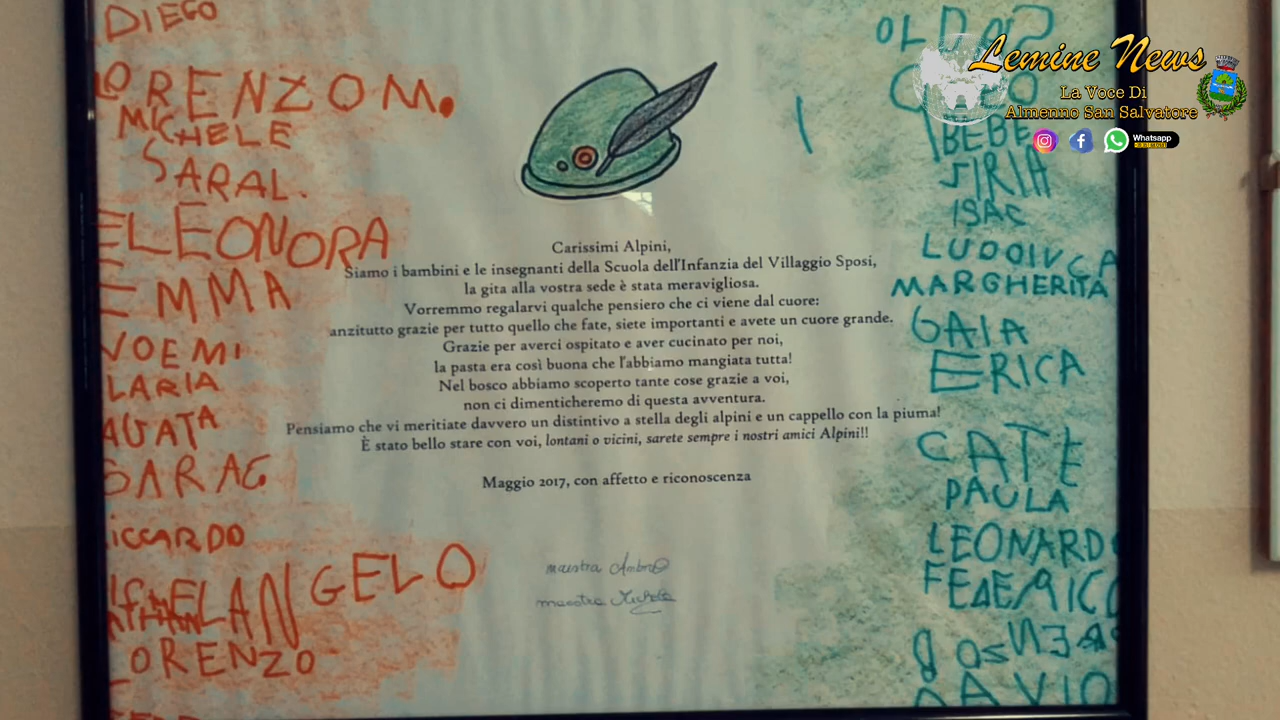 DIEGO
LORENZO M.
MICHELE
SARA L.
ELEONORA
EMMA
NOEMI
ILARIA
AGATA
SARA G
RICCARDO
LORENZO
Carissimi Alpini,
Siamo i bambini e le insegnanti della Scuola dell'Infanzia del Villaggio Sposi,
la gita alla vostra sede è stata meravigliosa.
Vorremmo regalarvi qualche pensiero che ci viene dal cuore:
anzitutto grazie per tutto quello che fate, siete importanti e avete un cuore grande.
Grazie per averci ospitato e aver cucinato per noi,
la pasta era così buona che l'abbiamo mangiata tutta!
Nel bosco abbiamo scoperto tante cose grazie a voi,
non ci dimenticheremo di questa avventura.
Pensiamo che vi meritiate davvero un distintivo a stella degli alpini e un cappello con la piuma!
È stato bello stare con voi, lontani o vicini, sarete sempre i nostri amici Alpini!!
Maggio 2017, con affetto e riconoscenza
maestra
maestra
SIRIA
ISAC
LUDOIVCA
MARGHERITA
GAIA
ERICA
CATE
PAULA
LEONARDO
Lemine News
La Voce Di
Almenno San Salvatore
Whatsapp